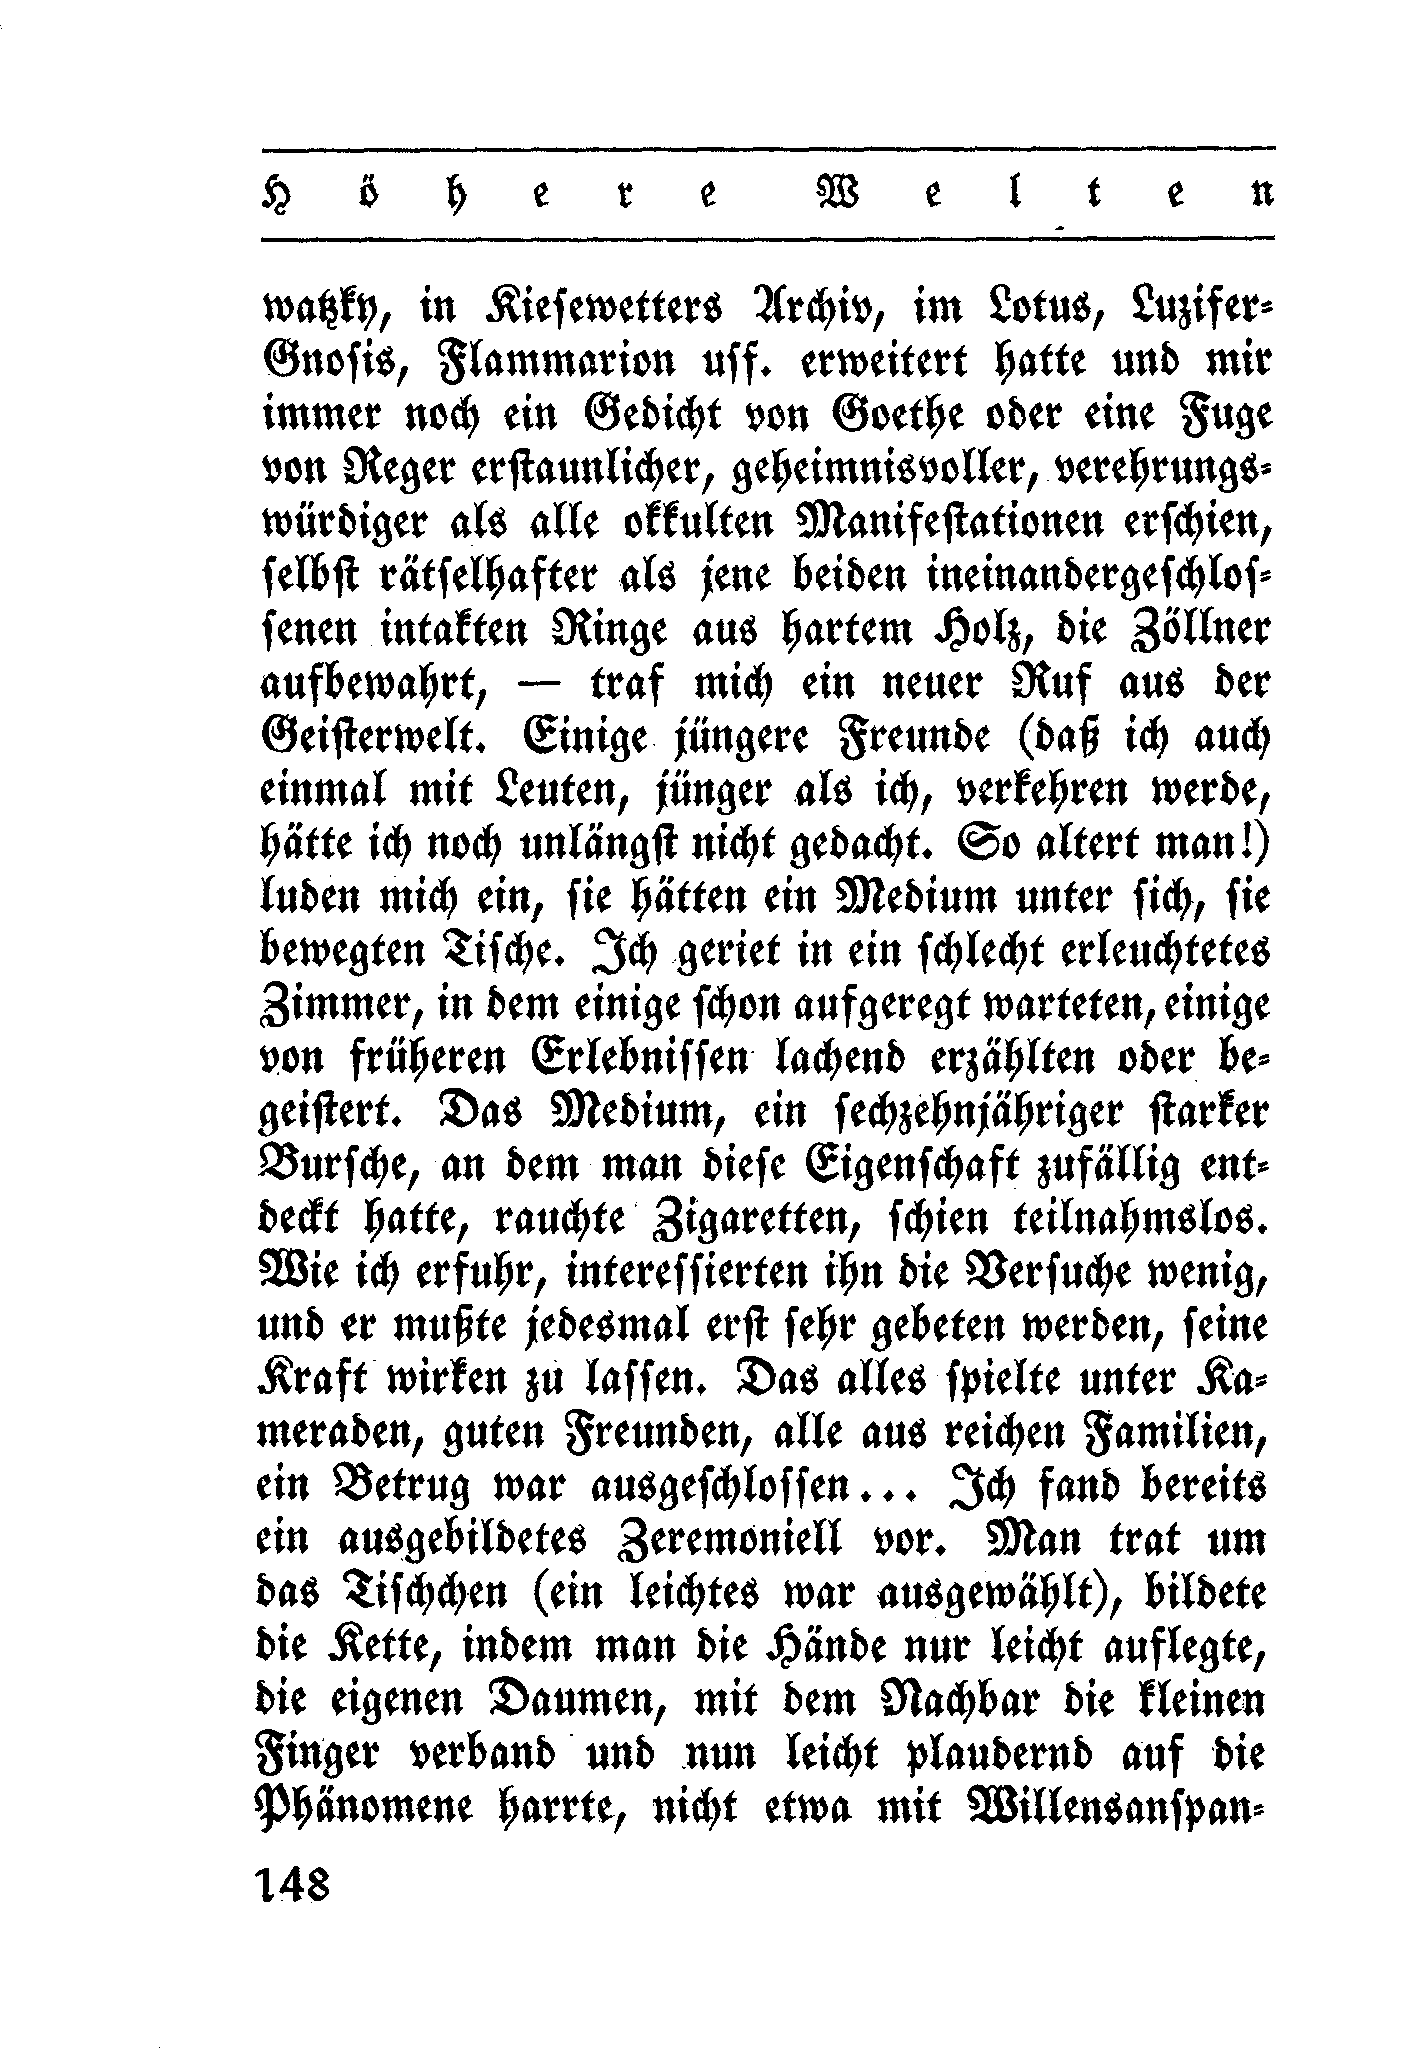 Höhere Welten
watzky, in Kiesewetters Archiv, im Lotus, Luzifer-
Gnosis, Flammarion uff. erweitert hatte und mir
immer noch ein Gedicht von Goethe oder eine Fuge
von Reger erstaunlicher, geheimnisvoller, verehrungs-
würdiger als alle okkulten Manifestationen erschien,
selbst rätselhafter als jene beiden ineinandergeschlos-
senen intakten Ringe aus hartem Holz, die Zöllner
aufbewahrt, — traf mich ein neuer Ruf aus der
Geisterwelt. Einige jüngere Freunde (daß ich auch
einmal mit Leuten, jünger als ich, verkehren werde,
hätte ich noch unlängst nicht gedacht. So altert man!)
luden mich ein, sie hätten ein Medium unter sich, sie
bewegten Tische. Ich geriet in ein schlecht erleuchtetes
Zimmer, in dem einige schon aufgeregt warteten, einige
von früheren Erlebnissen lachend erzählten oder be-
geistert. Das Medium, ein sechzehnjähriger starker
Bursche, an dem man diese Eigenschaft zufällig ent-
deckt hatte, rauchte Zigaretten, schien teilnahmslos.
Wie ich erfuhr, interessierten ihn die Versuche wenig,
und er mußte jedesmal erst sehr gebeten werden, seine
Kraft wirken zu lassen. Das alles spielte unter Ka-
meraden, guten Freunden, alle aus reichen Familien,
ein Betrug war ausgeschlossen... Ich fand bereits
ein ausgebildetes Zeremoniell vor. Man trat um
das Tischchen (ein leichtes war ausgewählt), bildete
die Kette, indem man die Hände nur leicht auflegte,
die eigenen Daumen, mit dem Nachbar die kleinen
Finger verband und nun leicht plaudernd auf die
Phänomene harrte, nicht etwa mit Willensanspan-
148